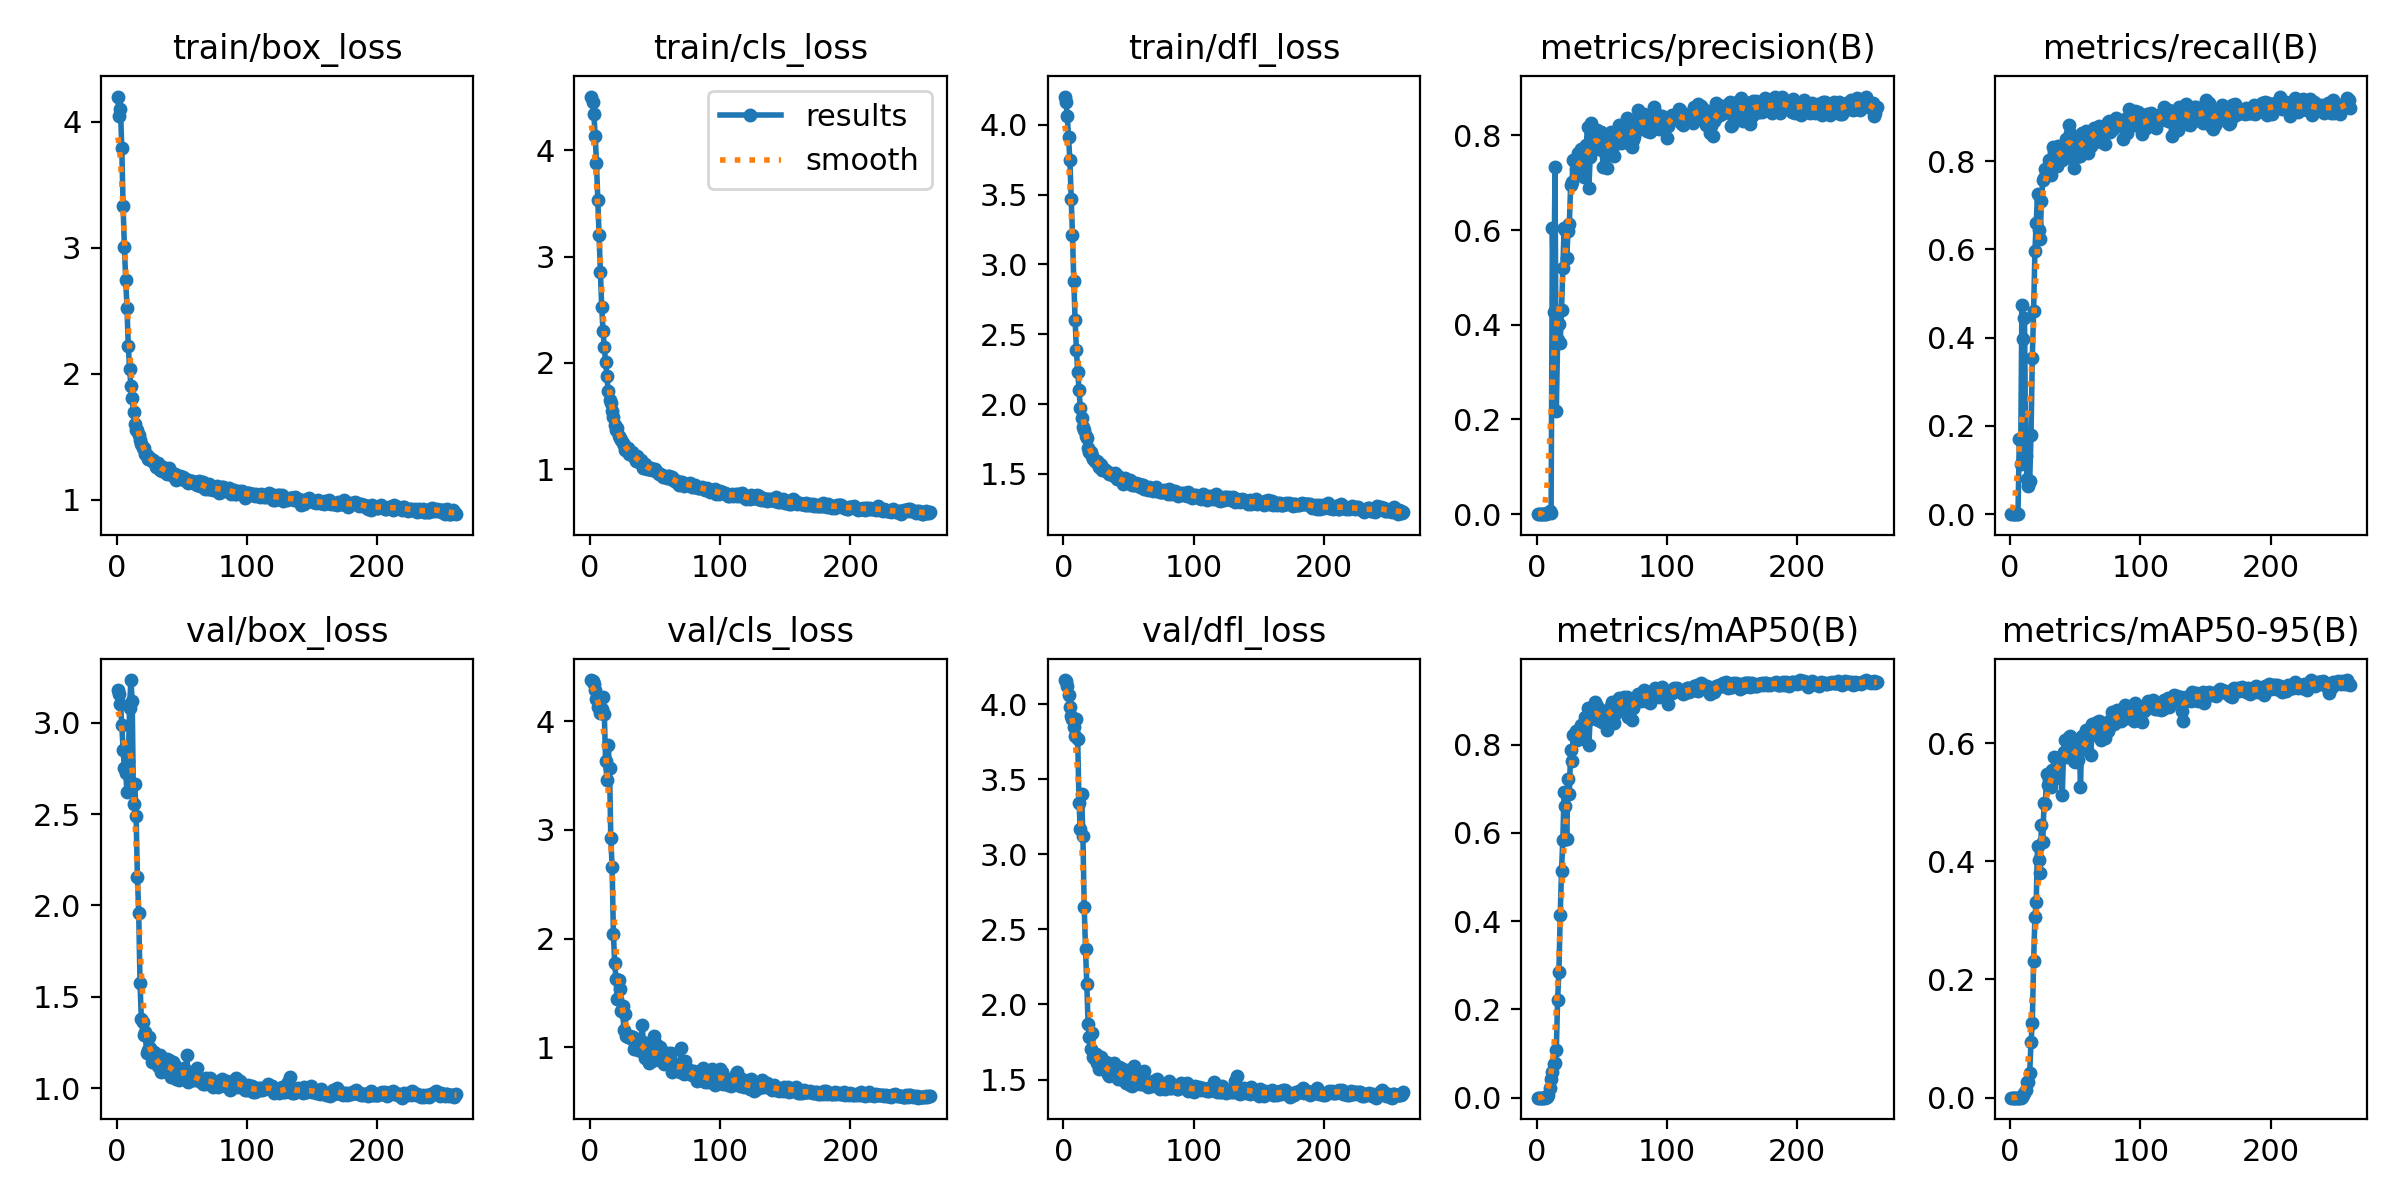 train/box_loss
4
3
2
1
0 100 200
train/cls_loss
results
smooth
4
3
2
1
0 100 200
train/dfl_loss
4.0
3.5
3.0
2.5
2.0
1.5
0 100 200
metrics/precision(B)
0.8
0.6
0.4
0.2
0.0
0 100 200
metrics/recall(B)
0.8
0.6
0.4
0.2
0.0
0 100 200
val/box_loss
3.0
2.5
2.0
1.5
1.0
0 100 200
val/cls_loss
4
3
2
1
0 100 200
val/dfl_loss
4.0
3.5
3.0
2.5
2.0
1.5
0 100 200
metrics/mAP50(B)
0.8
0.6
0.4
0.2
0.0
0 100 200
metrics/mAP50-95(B)
0.6
0.4
0.2
0.0
0 100 200